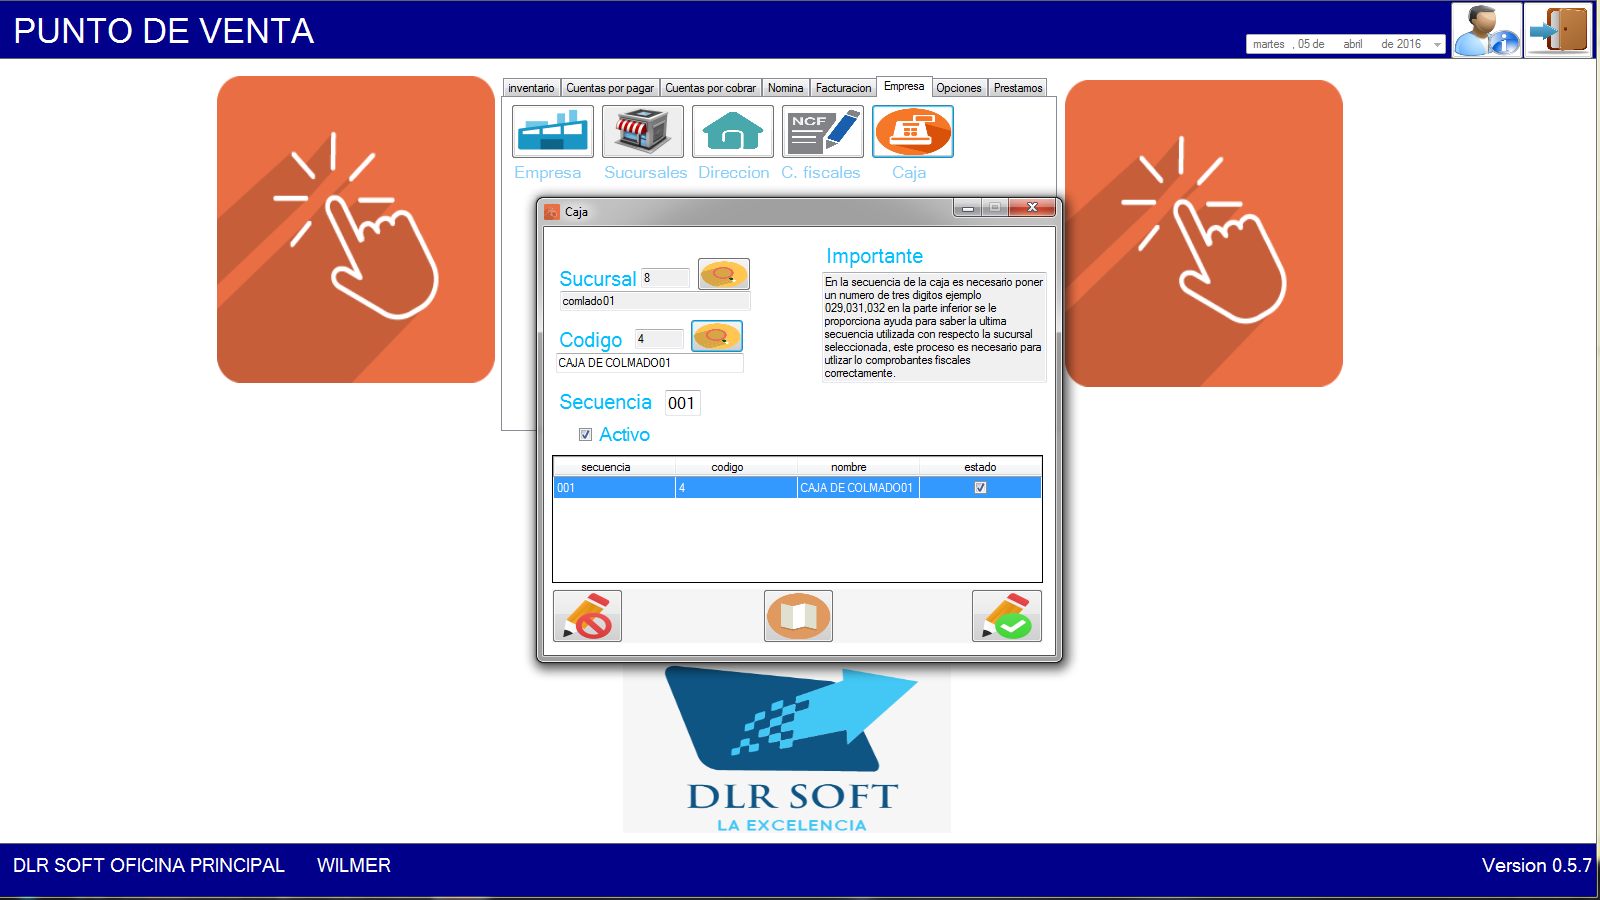 PUNTO DE VENTA
martes , 05 de abril de 2016
inventario Cuentas por pagar Cuentas por cobrar Nomina Facturacion Empresa Opciones Prestamos
NCF
Empresa Sucursales Direccion C. fiscales Caja
Caja
Importante
Sucursal 8
comlado01
Codigo 4
CAJA DE COLMADO01
En la secuencia de la caja es necesario poner
un numero de tres digitos ejemplo
029,031,032 en la parte inferior se le
proporciona ayuda para saber la ultima
secuencia utilizada con respecto la sucursal
seleccionada, este proceso es necesario para
utlizar lo comprobantes fiscales
correctamente.
Secuencia 001
Activo
secuencia codigo nombre estado
001 4 CAJA DE COLMADO01
DLR SOFT
LA EXCELENCIA
DLR SOFT OFICINA PRINCIPAL WILMER Version 0.5.7